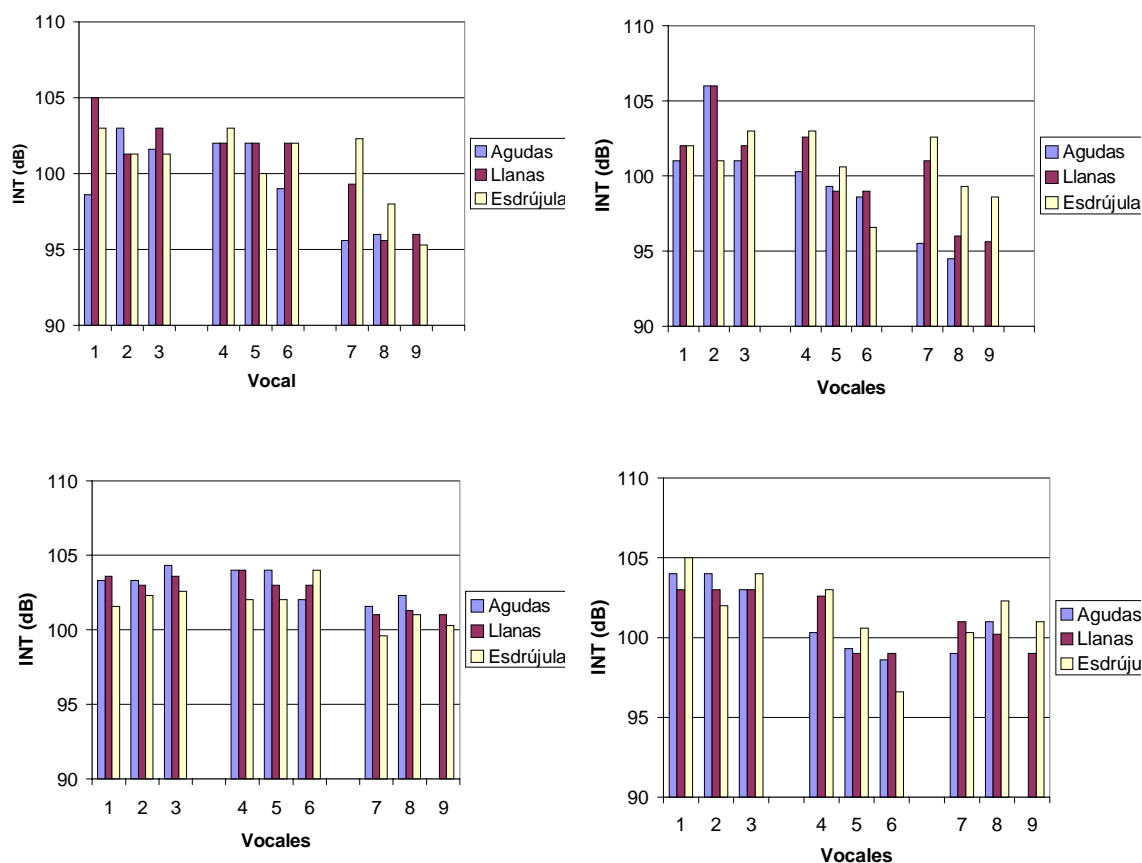 110
105
100
95
90
INT (dB)
1 2 3 4 5 6 7 8 9
Vocal
Agudas
Llanas
Esdrújula
110
105
100
95
90
INT (dB)
1 2 3 4 5 6 7 8 9
Vocales
Agudas
Llanas
Esdrújulas
110
105
100
95
90
INT (dB)
1 2 3 4 5 6 7 8 9
Vocales
Agudas
Llanas
Esdrújula
110
105
100
95
90
INT (dB)
1 2 3 4 5 6 7 8 9
Vocales
Agudas
Llanas
Esdrúju